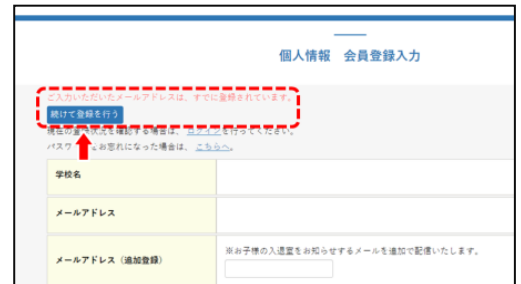 個人情報　会員登録入力
ご入力いただいたメールアドレスは、すでに登録されています。
続けて登録を行う
現在の登録状況を確認する場合は、ログインを行ってください。
パスワードをお忘れになった場合は、こちらへ。
学校名
メールアドレス
メールアドレス（追加登録）
※お子様の入退室をお知らせするメールを追加で配信いたします。